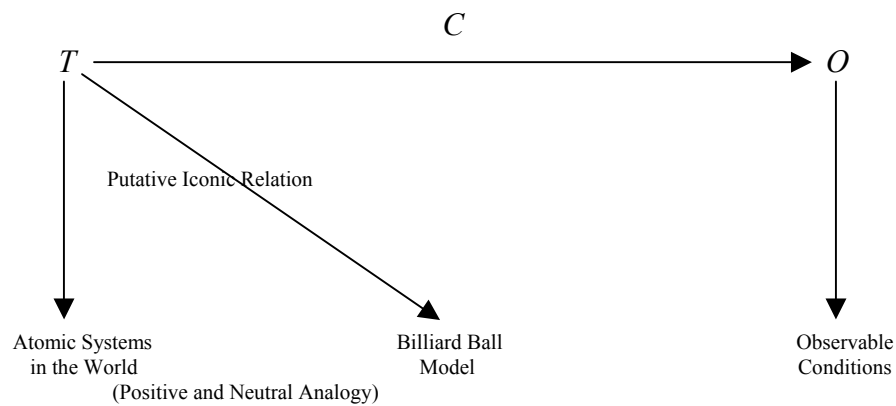 C
T
O
Putative Iconic Relation
Atomic Systems
in the World
Billiard Ball
Model
Observable
Conditions
(Positive and Neutral Analogy)